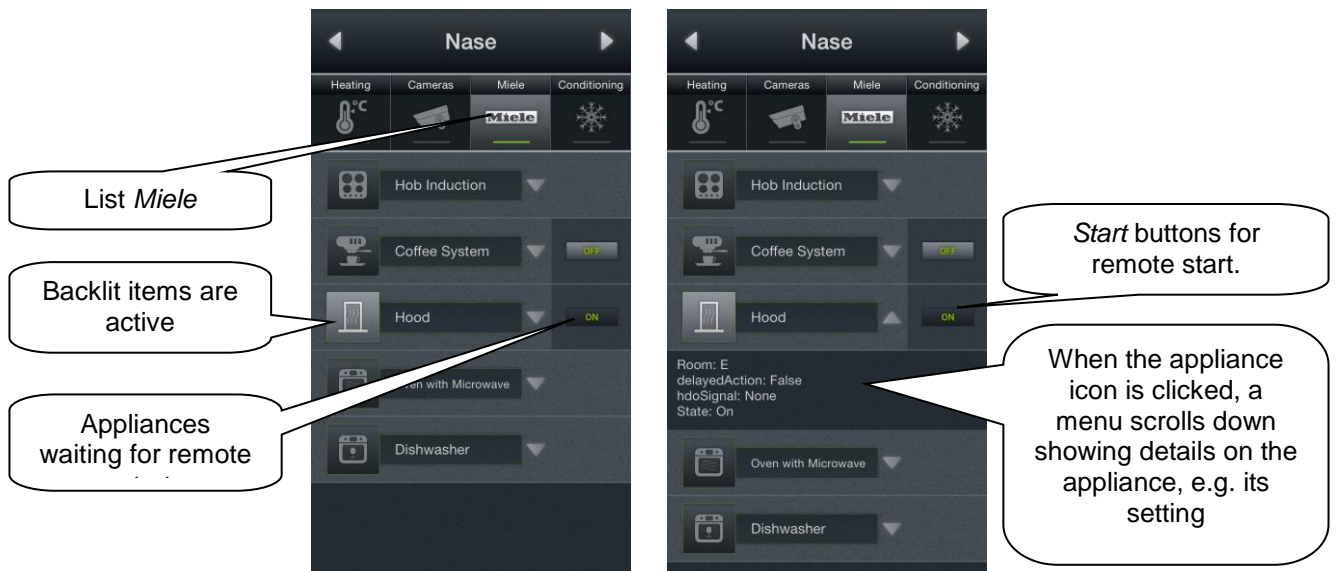 Nase
Heating Cameras Miele Conditioning
°C Miele
Hob Induction
Coffee System OFF
Hood ON
with Microwave
Dishwasher
Nase
Heating Cameras Miele Conditioning
°C Miele
Hob Induction
Coffee System OFF
Hood ON
Room: E
delayedAction: False
hdoSignal: None
State: On
Oven with Microwave
Dishwasher
List Miele
Backlit items are
active
Appliances
waiting for remote
Start buttons for
remote start.
When the appliance
icon is clicked, a
menu scrolls down
showing details on the
appliance, e.g. its
setting